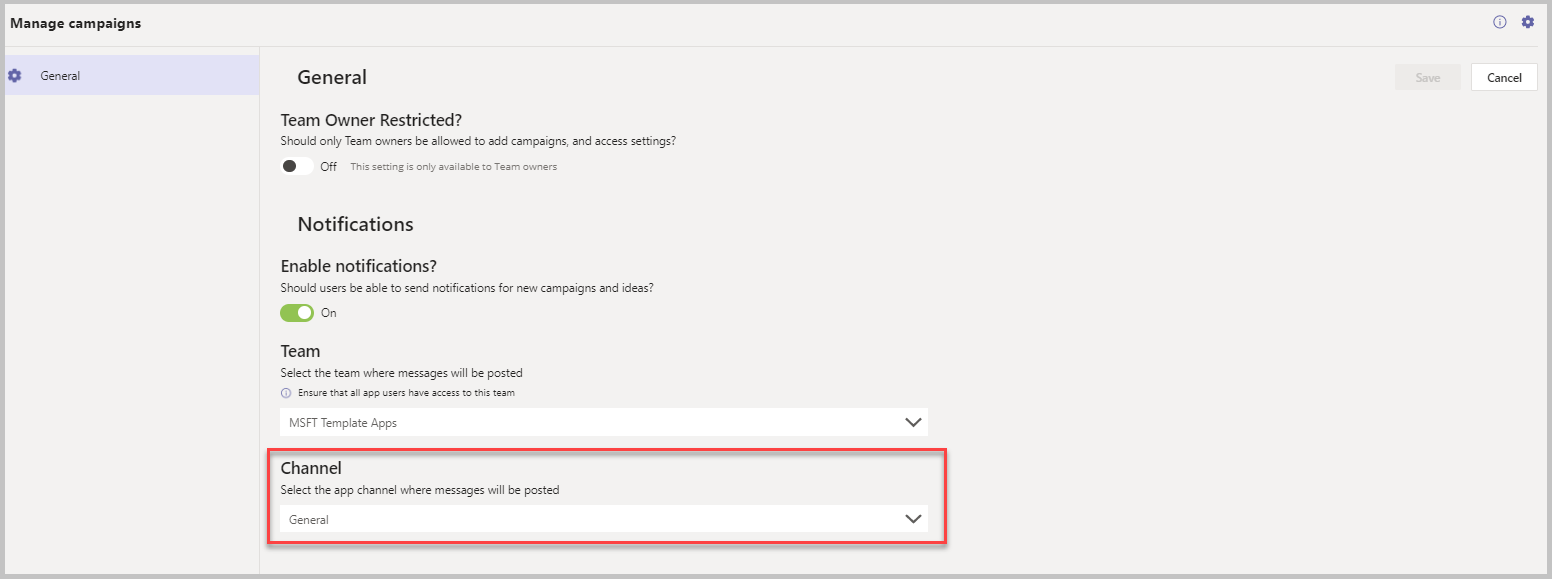 Manage campaigns
General
General
Save
Cancel
Team Owner Restricted?
Should only Team owners be allowed to add campaigns, and access settings?
Off This setting is only available to Team owners
Notifications
Enable notifications?
Should users be able to send notifications for new campaigns and ideas?
On
Team
Select the team where messages will be posted
Ensure that all app users have access to this team
MSFT Template Apps
Channel
Select the app channel where messages will be posted
General